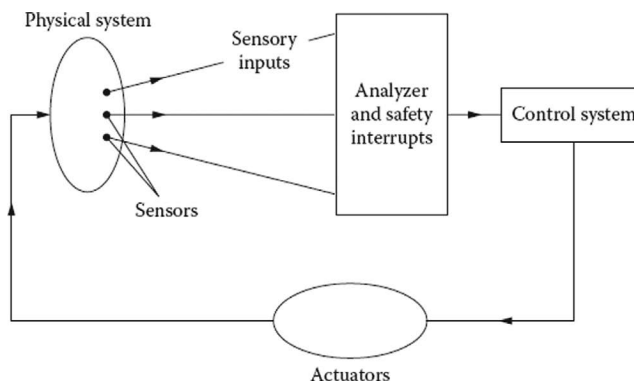 Physical system
Sensory
inputs
Analyzer
and safety
interrupts
Control system
Sensors
Actuators